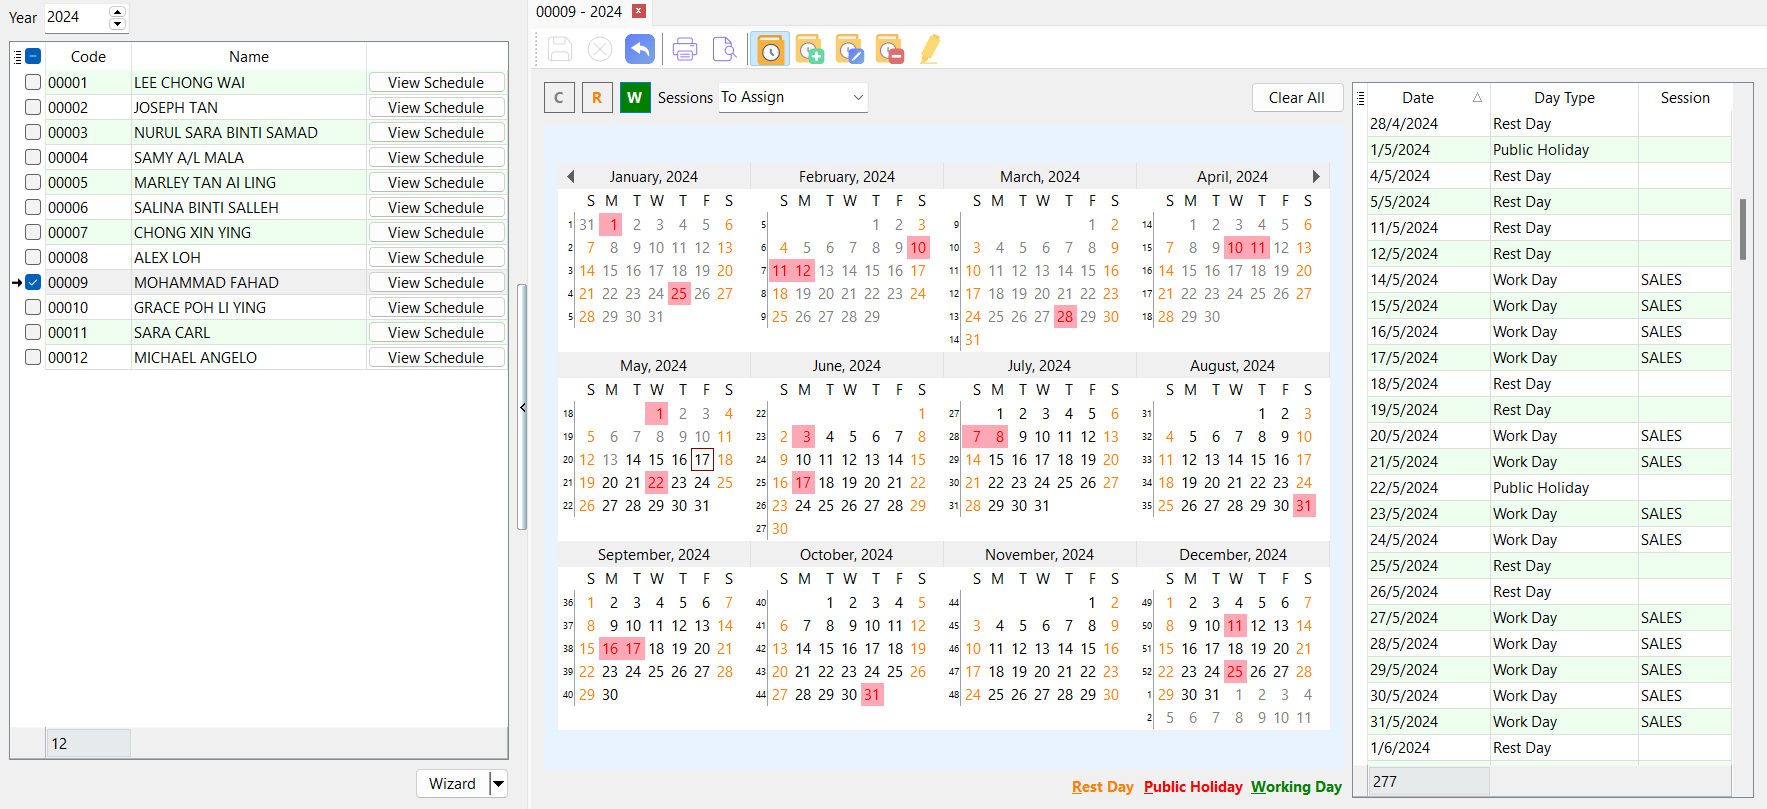 Year 2024
Code Name
00001 LEE CHONG WAI View Schedule
00002 JOSEPH TAN View Schedule
00003 NURUL SARA BINTI SAMAD View Schedule
00004 SAMY A/L MALA View Schedule
00005 MARLEY TAN AI LING View Schedule
00006 SALINA BINTI SALLEH View Schedule
00007 CHONG XIN YING View Schedule
00008 ALEX LOH View Schedule
00009 MOHAMMAD FAHAD View Schedule
00010 GRACE POH LI YING View Schedule
00011 SARA CARL View Schedule
00012 MICHAEL ANGELO View Schedule
12
Wizard
00009 - 2024
C R W Sessions To Assign Clear All
January, 2024
S M T W T F S
1 31 1 2 3 4 5 6
2 7 8 9 10 11 12 13
3 14 15 16 17 18 19 20
4 21 22 23 24 25 26 27
5 28 29 30 31
February, 2024
S M T W T F S
5 1 2 3
6 4 5 6 7 8 9 10
7 11 12 13 14 15 16 17
8 18 19 20 21 22 23 24
9 25 26 27 28 29
March, 2024
S M T W T F S
9 1 2
10 3 4 5 6 7 8 9
11 10 11 12 13 14 15 16
12 17 18 19 20 21 22 23
13 24 25 26 27 28 29 30
14 31
April, 2024
S M T W T F S
14 1 2 3 4 5 6
15 7 8 9 10 11 12 13
16 14 15 16 17 18 19 20
17 21 22 23 24 25 26 27
18 28 29 30
May, 2024
S M T W T F S
18 1 2 3 4
19 5 6 7 8 9 10 11
20 12 13 14 15 16 17 18
21 19 20 21 22 23 24 25
22 26 27 28 29 30 31
June, 2024
S M T W T F S
22 1
23 2 3 4 5 6 7 8
24 9 10 11 12 13 14 15
25 16 17 18 19 20 21 22
26 23 24 25 26 27 28 29
27 30
July, 2024
S M T W T F S
27 1 2 3 4 5 6
28 7 8 9 10 11 12 13
29 14 15 16 17 18 19 20
30 21 22 23 24 25 26 27
31 28 29 30 31
August, 2024
S M T W T F S
31 1 2 3
32 4 5 6 7 8 9 10
33 11 12 13 14 15 16 17
34 18 19 20 21 22 23 24
35 25 26 27 28 29 30 31
September, 2024
S M T W T F S
36 1 2 3 4 5 6 7
37 8 9 10 11 12 13 14
38 15 16 17 18 19 20 21
39 22 23 24 25 26 27 28
40 29 30
October, 2024
S M T W T F S
40 1 2 3 4 5
41 6 7 8 9 10 11 12
42 13 14 15 16 17 18 19
43 20 21 22 23 24 25 26
44 27 28 29 30 31
November, 2024
S M T W T F S
44 1 2
45 3 4 5 6 7 8 9
46 10 11 12 13 14 15 16
47 17 18 19 20 21 22 23
48 24 25 26 27 28 29 30
December, 2024
S M T W T F S
49 1 2 3 4 5 6 7
50 8 9 10 11 12 13 14
51 15 16 17 18 19 20 21
52 22 23 24 25 26 27 28
1 29 30 31 1 2 3 4
2 5 6 7 8 9 10 11
Rest Day Public Holiday Working Day
Date Day Type Session
28/4/2024 Rest Day
1/5/2024 Public Holiday
4/5/2024 Rest Day
5/5/2024 Rest Day
11/5/2024 Rest Day
12/5/2024 Rest Day
14/5/2024 Work Day SALES
15/5/2024 Work Day SALES
16/5/2024 Work Day SALES
17/5/2024 Work Day SALES
18/5/2024 Rest Day
19/5/2024 Rest Day
20/5/2024 Work Day SALES
21/5/2024 Work Day SALES
22/5/2024 Public Holiday
23/5/2024 Work Day SALES
24/5/2024 Work Day SALES
25/5/2024 Rest Day
26/5/2024 Rest Day
27/5/2024 Work Day SALES
28/5/2024 Work Day SALES
29/5/2024 Work Day SALES
30/5/2024 Work Day SALES
31/5/2024 Work Day SALES
1/6/2024 Rest Day
277